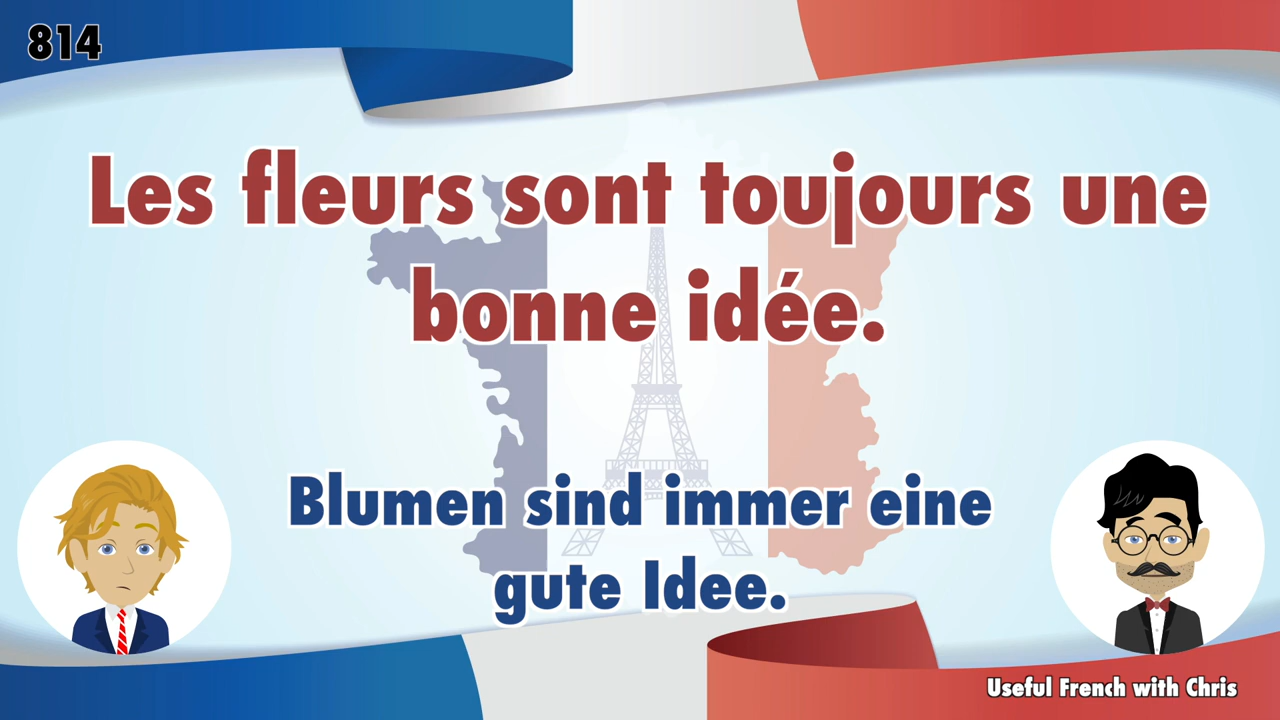 814
Les fleurs sont toujours une
bonne idée.
Blumen sind immer eine
gute Idee.
Useful French with Chris